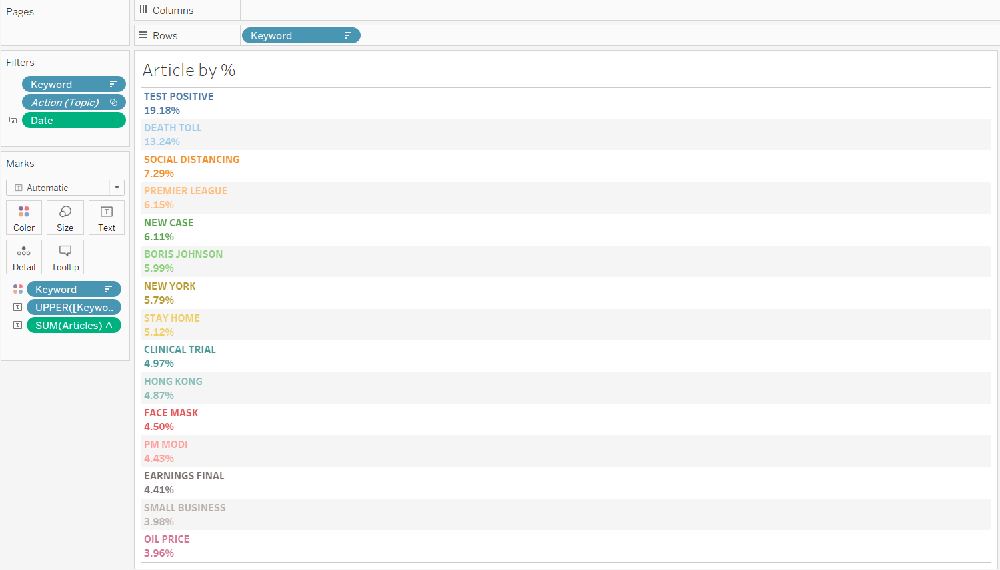 Pages
Columns
Rows
Keyword
Filters
Keyword
Action (Topic)
Date
Marks
Automatic
Color
Size
Text
Detail
Tooltip
Keyword
UPPER([Keywo..
SUM(Articles)
Article by %
TEST POSITIVE
19.18%
DEATH TOLL
13.24%
SOCIAL DISTANCING
7.29%
PREMIER LEAGUE
6.15%
NEW CASE
6.11%
BORIS JOHNSON
5.99%
NEW YORK
5.79%
STAY HOME
5.12%
CLINICAL TRIAL
4.97%
HONG KONG
4.87%
FACE MASK
4.50%
PM MODI
4.43%
EARNINGS FINAL
4.41%
SMALL BUSINESS
3.98%
OIL PRICE
3.96%